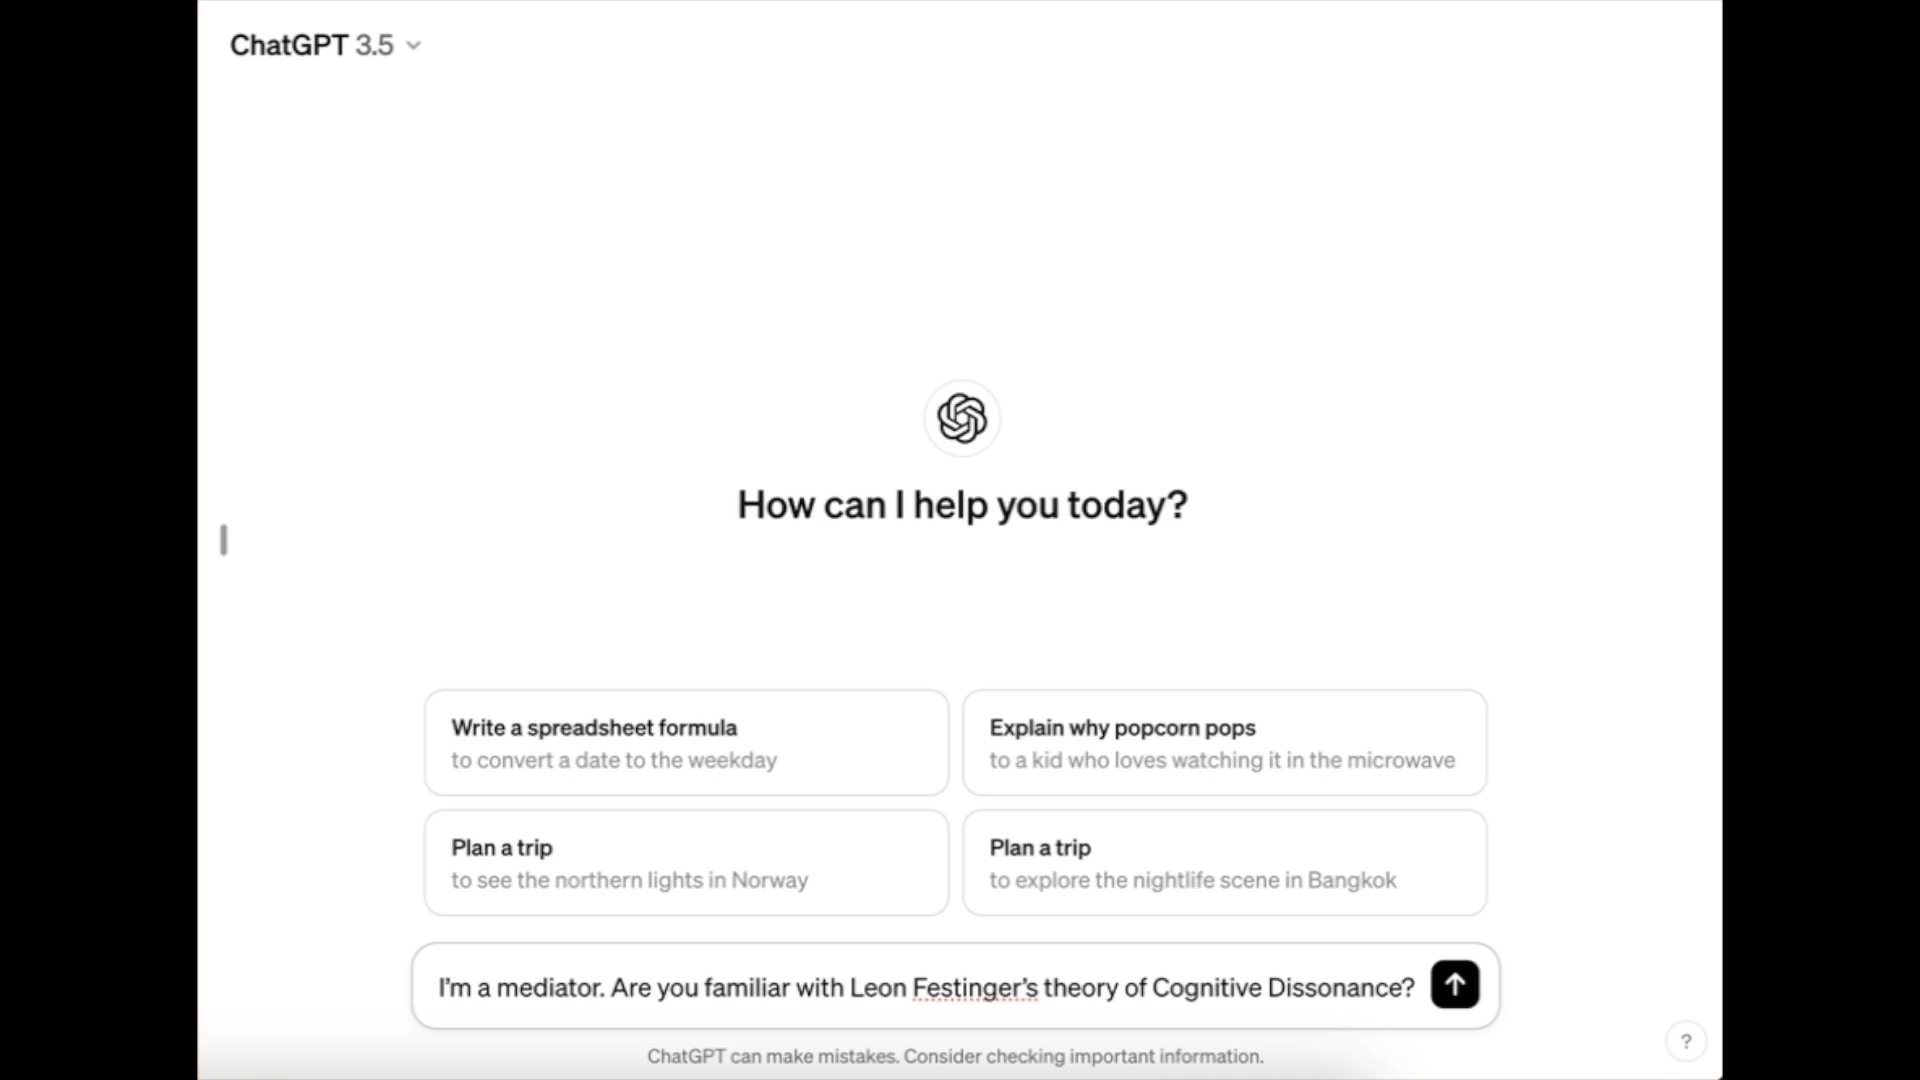 ChatGPT 3.5
How can I help you today?
Write a spreadsheet formula
to convert a date to the weekday
Explain why popcorn pops
to a kid who loves watching it in the microwave
Plan a trip
to see the northern lights in Norway
Plan a trip
to explore the nightlife scene in Bangkok
I'm a mediator. Are you familiar with Leon Festinger's theory of Cognitive Dissonance?
ChatGPT can make mistakes. Consider checking important information.
?